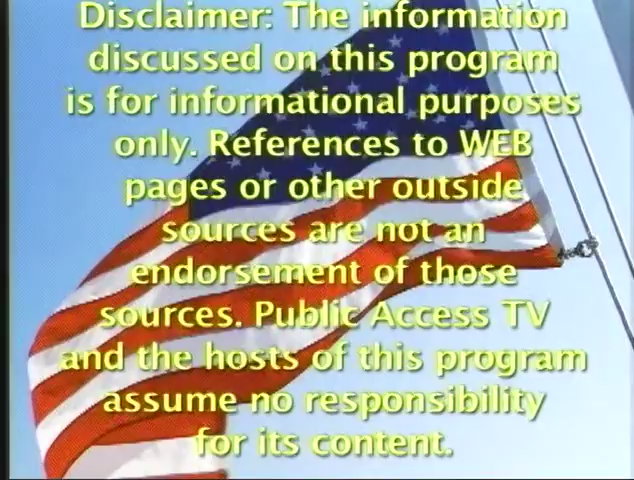 Disclaimer: The information
discussed on this program
is for informational purposes
only. References to WEB
pages or other outside
sources are not an
endorsement of those
sources. Public Access TV
and the hosts of this program
assume no responsibility
for its content.